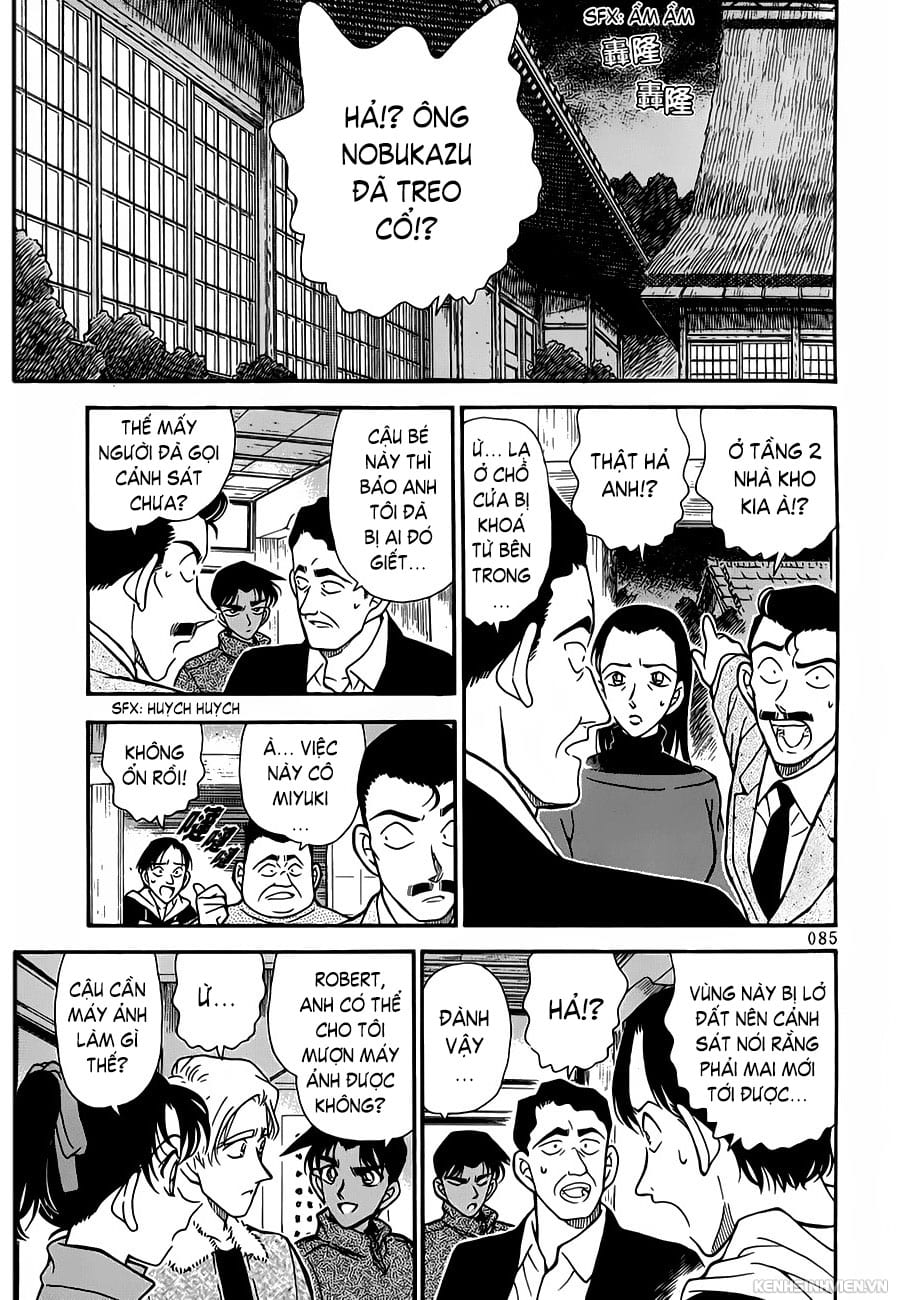 SFX: ẦM ẦM
轟隆
轟隆
HẢ!? ÔNG
NOBUKAZU
ĐÃ TREO
CỔ!?
Ở TẦNG 2
NHÀ KHO
KIA À!?
THẬT HẢ
ANH!?
Ừ... LẠ
Ở CHỖ
CỬA BỊ
KHOÁ
TỪ BÊN
TRONG
...
CẬU BÉ
NÀY THÌ
BẢO ANH
TÔI ĐÃ
BỊ AI ĐÓ
GIẾT...
THẾ MẤY
NGƯỜI ĐÃ GỌI
CẢNH SÁT
CHƯA?
SFX: HUỴCH HUỴCH
À... VIỆC
NÀY CÔ
MIYUKI
...
KHÔNG
ỔN RỒI!
085
VÙNG NÀY BỊ LỞ
ĐẤT NÊN CẢNH
SÁT NÓI RẰNG
PHẢI MAI MỚI
TỚI ĐƯỢC...
HẢ!?
ĐÀNH
VẬY
...
ROBERT,
ANH CÓ THỂ
CHO TÔI
MƯỢN MÁY
ẢNH ĐƯỢC
KHÔNG?
Ừ...
CẬU CẦN
MÁY ẢNH
LÀM GÌ
THẾ?
KENHSINHVIEN.VN